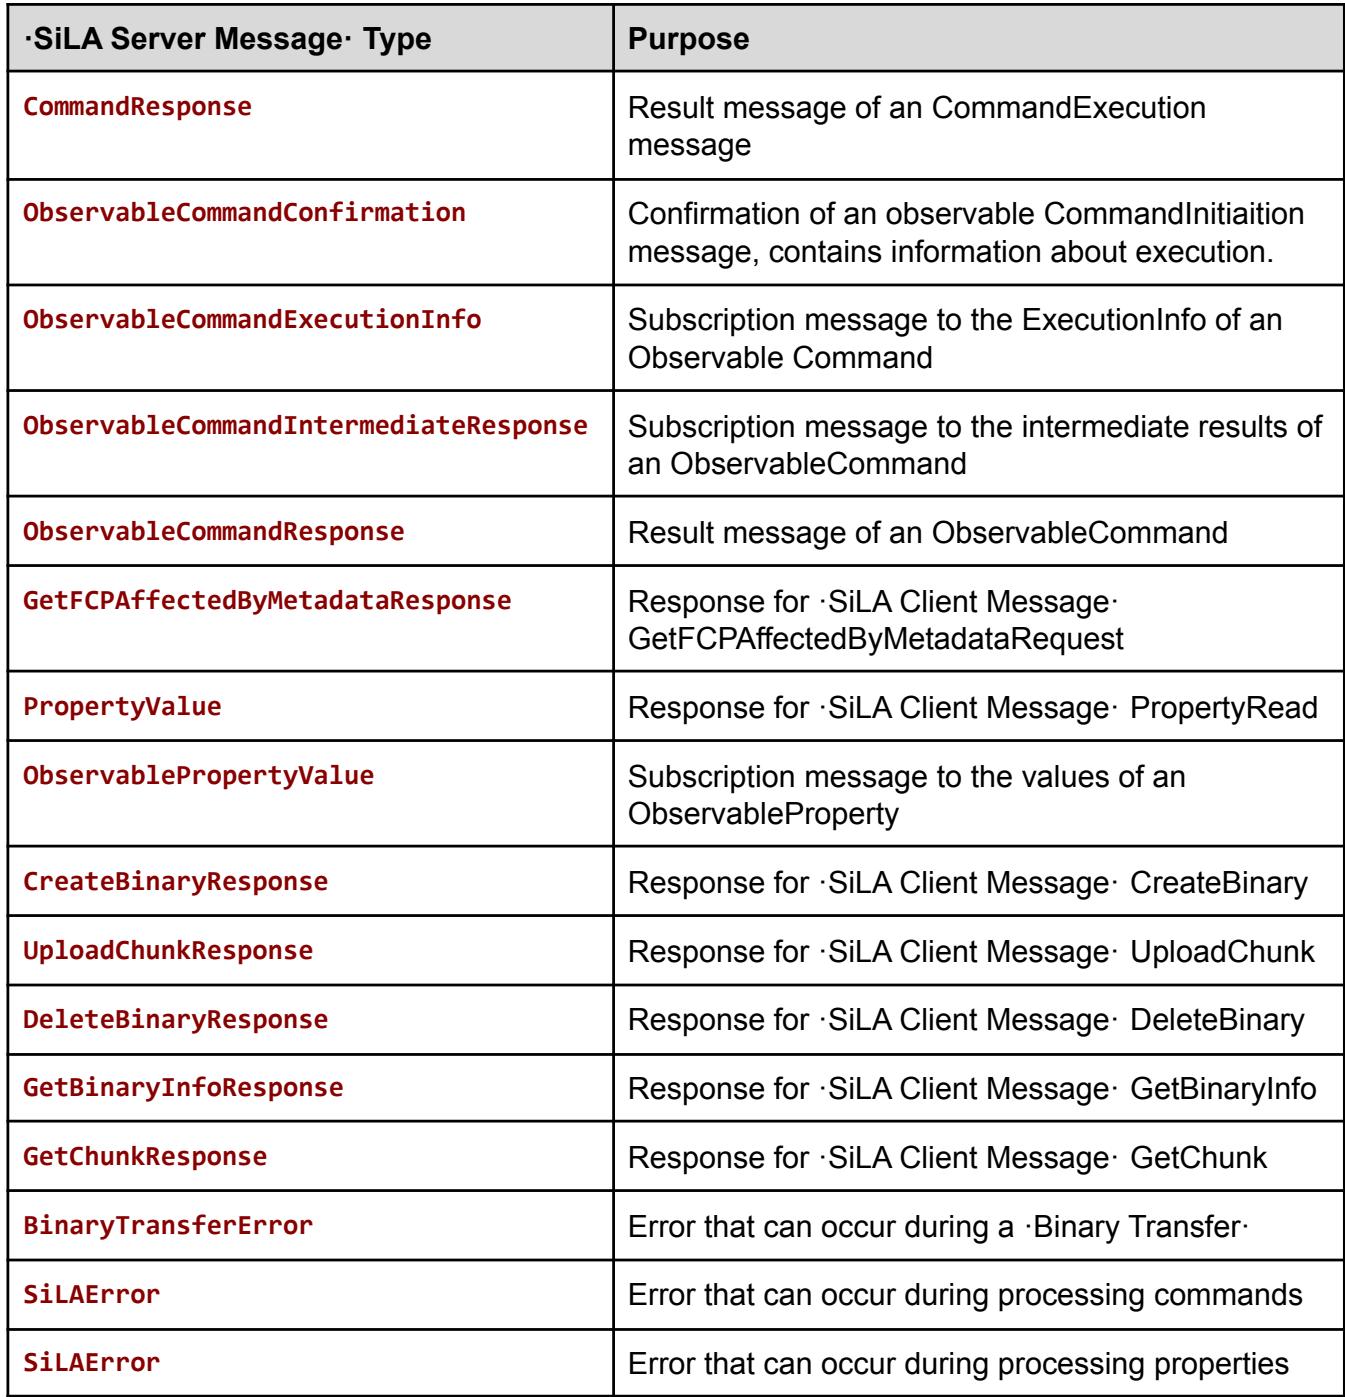 ·SiLA Server Message· Type
Purpose
CommandResponse
Result message of an CommandExecution
message
ObservableCommandConfirmation
Confirmation of an observable CommandInitiaition
message, contains information about execution.
ObservableCommandExecutionInfo
Subscription message to the ExecutionInfo of an
Observable Command
ObservableCommandIntermediateResponse
Subscription message to the intermediate results of
an ObservableCommand
ObservableCommandResponse
Result message of an ObservableCommand
GetFCPAffectedByMetadataResponse
Response for ·SiLA Client Message·
GetFCPAffectedByMetadataRequest
PropertyValue
Response for ·SiLA Client Message· PropertyRead
ObservablePropertyValue
Subscription message to the values of an
ObservableProperty
CreateBinaryResponse
Response for ·SiLA Client Message· CreateBinary
UploadChunkResponse
Response for ·SiLA Client Message· UploadChunk
DeleteBinaryResponse
Response for ·SiLA Client Message· DeleteBinary
GetBinaryInfoResponse
Response for ·SiLA Client Message· GetBinaryInfo
GetChunkResponse
Response for ·SiLA Client Message· GetChunk
BinaryTransferError
Error that can occur during a ·Binary Transfer·
SiLAError
Error that can occur during processing commands
SiLAError
Error that can occur during processing properties